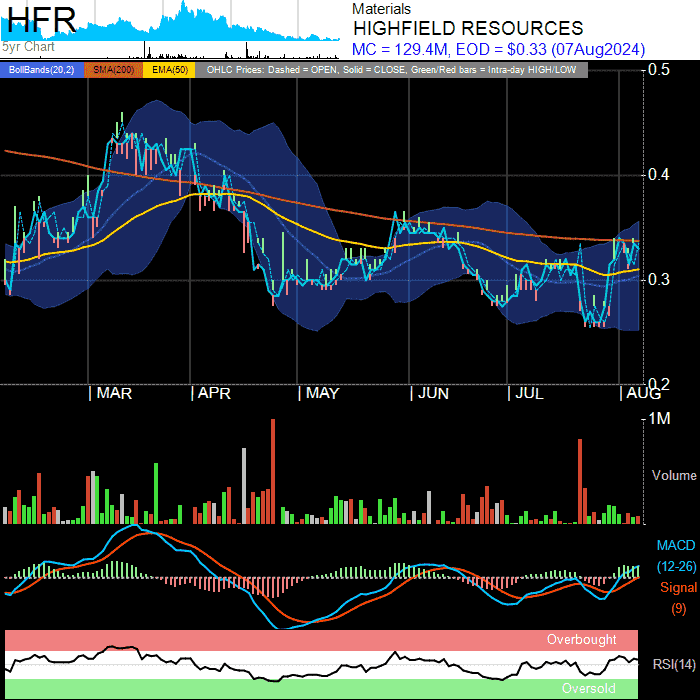 HFR
5yr Chart
Materials
HIGHFIELD RESOURCES
MC = 129.4M, EOD = $0.33 (07Aug2024)
BollBands(20,2) SMA(200) EMA(50) OHLC Prices: Dashed = OPEN, Solid = CLOSE, Green/Red bars = Intra-day HIGH/LOW
0.5
0.4
0.3
0.2
MAR APR MAY JUN JUL AUG
1M
Volume
MACD
(12-26)
Signal
(9)
Overbought
RSI(14)
Oversold